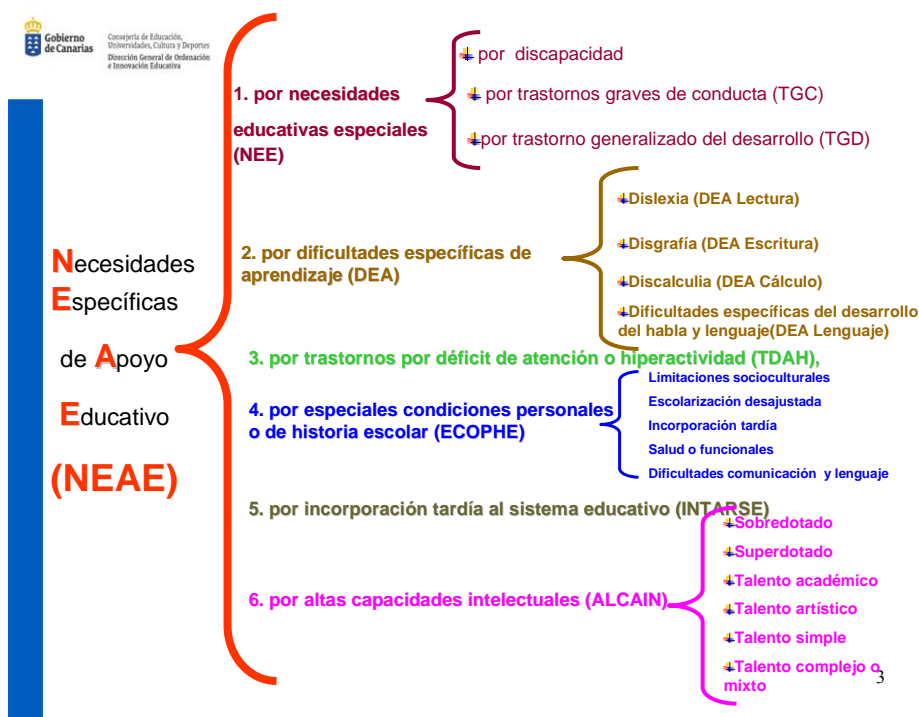 Gobierno
de Canarias
Consejería de Educación,
Universidades, Cultura y Deportes
Dirección General de Ordenación
e Innovación Educativa
Necesidades
Específicas
de Apoyo
Educativo
(NEAE)
1. por necesidades
educativas especiales
(NEE)
por discapacidad
por trastornos graves de conducta (TGC)
por trastorno generalizado del desarrollo (TGD)
2. por dificultades específicas de
aprendizaje (DEA)
Dislexia (DEA Lectura)
Disgrafía (DEA Escritura)
Discalculia (DEA Cálculo)
Dificultades específicas del desarrollo
del habla y lenguaje(DEA Lenguaje)
3. por trastornos por déficit de atención o hiperactividad (TDAH),
4. por especiales condiciones personales
o de historia escolar (ECOPHE)
Limitaciones socioculturales
Escolarización desajustada
Incorporación tardía
Salud o funcionales
Dificultades comunicación y lenguaje
5. por incorporación tardía al sistema educativo (INTARSE)
6. por altas capacidades intelectuales (ALCAIN)
Sobredotado
Superdotado
Talento académico
Talento artístico
Talento simple
Talento complejo o
mixto
3